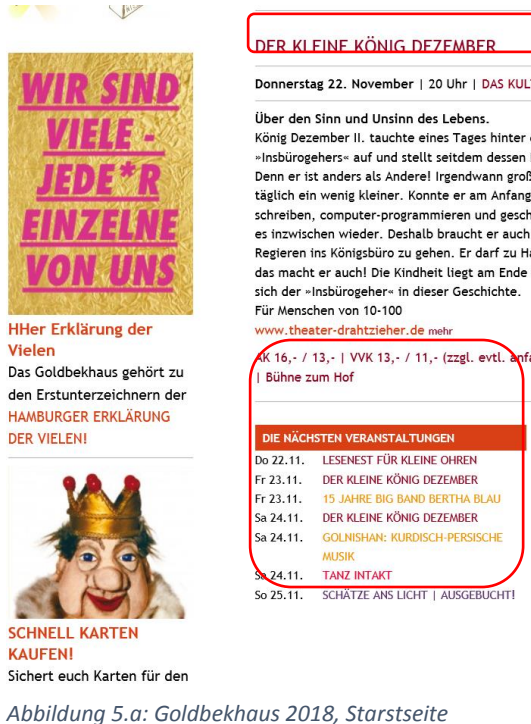 WIR SIND
VIELE -
JEDE*R
EINZELNE
VON UNS
HHer Erklärung der
Vielen
Das Goldbekhaus gehört zu
den Erstunterzeichnern der
HAMBURGER ERKLÄRUNG
DER VIELEN!
SCHNELL KARTEN
KAUFEN!
Sichert euch Karten für den
DER KLEINE KÖNIG DEZEMBER
Donnerstag 22. November | 20 Uhr | DAS KULT
Über den Sinn und Unsinn des Lebens.
König Dezember II. tauchte eines Tages hinter
»Insbürogehers« auf und stellt seitdem dessen
Denn er ist anders als Andere! Irgendwann groß
täglich ein wenig kleiner. Konnte er am Anfang
schreiben, computer-programmieren und gesch
es inzwischen wieder. Deshalb braucht er auch
Regieren ins Königsbüro zu gehen. Er darf zu Ha
das macht er auch! Die Kindheit liegt am Ende
sich der »Insbürogeher« in dieser Geschichte.
Für Menschen von 10-100
www.theater-drahtzieher.de mehr
AK 16,- / 13,- | VVK 13,- / 11,- (zzgl. evtl. anfa
| Bühne zum Hof
DIE NÄCHSTEN VERANSTALTUNGEN
Do 22.11. LESENEST FÜR KLEINE OHREN
Fr 23.11. DER KLEINE KÖNIG DEZEMBER
Fr 23.11. 15 JAHRE BIG BAND BERTHA BLAU
Sa 24.11. DER KLEINE KÖNIG DEZEMBER
Sa 24.11. GOLNISHAN: KURDISCH-PERSISCHE
MUSIK
Sa 24.11. TANZ INTAKT
So 25.11. SCHÄTZE ANS LICHT | AUSGEBUCHT!
Abbildung 5.a: Goldbekhaus 2018, Starstseite